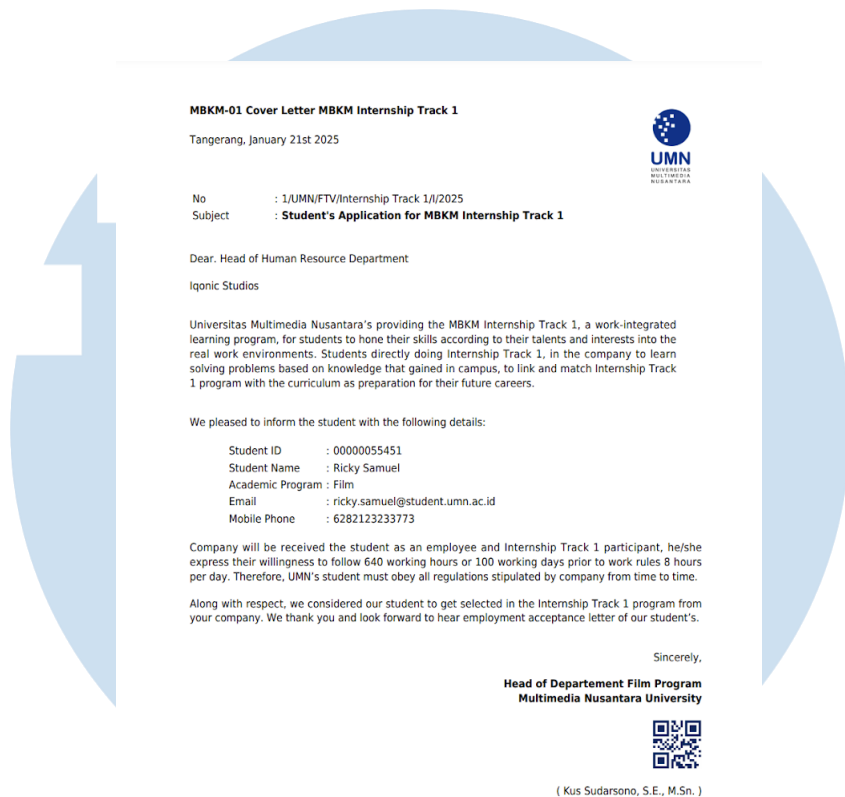 MBKM-01 Cover Letter MBKM Internship Track 1
Tangerang, January 21st 2025
UMN
UNIVERSITAS
MULTIMEDIA
NUSANTARA
No : 1/UMN/FTV/Internship Track 1/I/2025
Subject : Student's Application for MBKM Internship Track 1
Dear. Head of Human Resource Department
Iqonic Studios
Universitas Multimedia Nusantara's providing the MBKM Internship Track 1, a work-integrated
learning program, for students to hone their skills according to their talents and interests into the
real work environments. Students directly doing Internship Track 1, in the company to learn
solving problems based on knowledge that gained in campus, to link and match Internship Track
1 program with the curriculum as preparation for their future careers.
We pleased to inform the student with the following details:
Student ID : 00000055451
Student Name : Ricky Samuel
Academic Program : Film
Email : ricky.samuel@student.umn.ac.id
Mobile Phone : 6282123233773
Company will be received the student as an employee and Internship Track 1 participant, he/she
express their willingness to follow 640 working hours or 100 working days prior to work rules 8 hours
per day. Therefore, UMN's student must obey all regulations stipulated by company from time to time.
Along with respect, we considered our student to get selected in the Internship Track 1 program from
your company. We thank you and look forward to hear employment acceptance letter of our student's.
Sincerely,
Head of Departement Film Program
Multimedia Nusantara University
( Kus Sudarsono, S.E., M.Sn. )